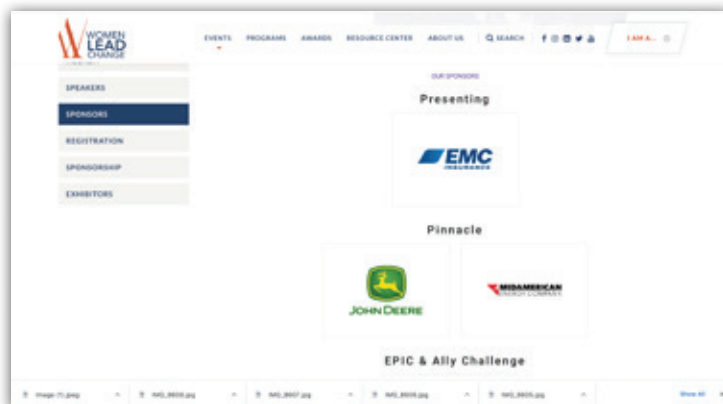 WOMEN
LEAD
CHANGE
EVENTS PROGRAMS AWARDS RESOURCE CENTER ABOUT US SEARCH I AM A...
SPEAKERS
SPONSORS
REGISTRATION
SPONSORSHIP
EXHIBITORS
OUR SPONSORS
Presenting
EMC
INSURANCE
Pinnacle
JOHN DEERE
MIDAMERICAN
ENERGY COMPANY
EPIC & Ally Challenge
Image (1).jpeg Show All